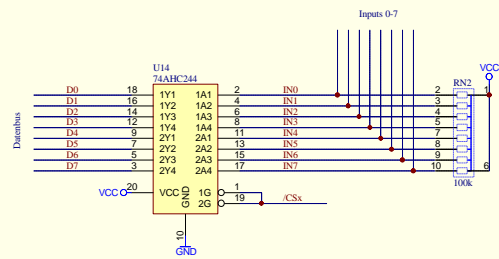 Inputs 0-7
U14
74AHC244
RN2
VCC
D0 18 1Y1 1A1 2 IN0 2 1
D1 16 1Y2 1A2 4 IN1 3
D2 14 1Y3 1A3 6 IN2 4
D3 12 1Y4 1A4 8 IN3 5
D4 9 2Y1 2A1 11 IN4 7
D5 7 2Y2 2A2 13 IN5 8
D6 5 2Y3 2A3 15 IN6 9
D7 3 2Y4 2A4 17 IN7 10 6
Datenbus
100k
VCC 20 VCC 1G 1
GND 2G 19 /CSx
10
GND